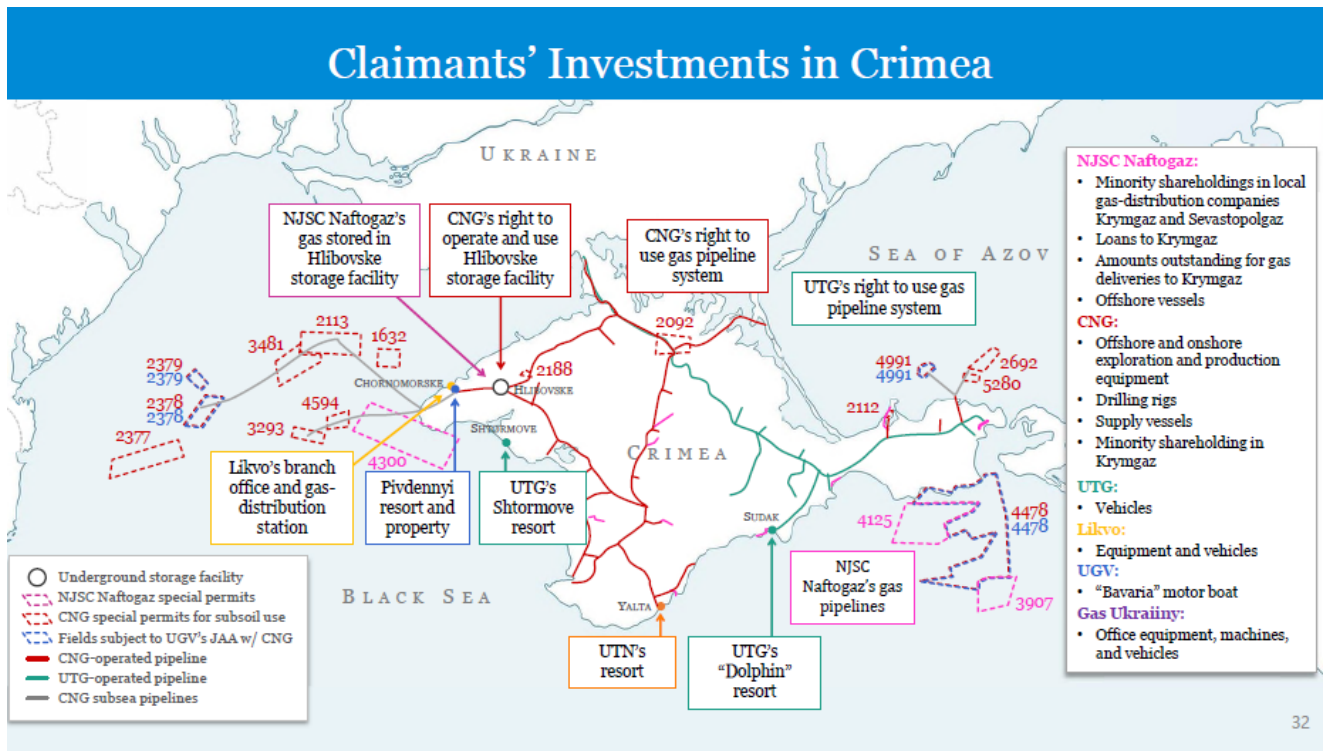 Claimants’ Investments in Crimea
UKRAINE
SEA OF AZOV
CRIMEA
BLACK SEA
NJSC Naftogaz’s
gas stored in
Hlibovske
storage facility
CNG’s right to
operate and use
Hlibovske
storage facility
CNG’s right to
use gas pipeline
system
UTG’s right to use gas
pipeline system
2113
3481
1632
2379
2379
2378
2378
2377
4594
3293
4300
CHORNOMORSKE
HLIBOVSKE
2188
SHTORMOVE
2092
4991
4991
2692
5280
2112
SUDAK
4125
4478
4478
3907
YALTA
Likvo’s branch
office and gas-
distribution
station
Pivdennyi
resort and
property
UTG’s
Shtormove
resort
NJSC
Naftogaz’s gas
pipelines
UTN’s
resort
UTG’s
“Dolphin”
resort
Underground storage facility
NJSC Naftogaz special permits
CNG special permits for subsoil use
Fields subject to UGV’s JAA w/ CNG
CNG-operated pipeline
UTG-operated pipeline
CNG subsea pipelines
NJSC Naftogaz:
• Minority shareholdings in local
gas-distribution companies
Krymgaz and Sevastopolgaz
• Loans to Krymgaz
• Amounts outstanding for gas
deliveries to Krymgaz
• Offshore vessels
CNG:
• Offshore and onshore
exploration and production
equipment
• Drilling rigs
• Supply vessels
• Minority shareholding in
Krymgaz
UTG:
• Vehicles
Likvo:
• Equipment and vehicles
UGV:
• “Bavaria” motor boat
Gas Ukraiiny:
• Office equipment, machines,
and vehicles
32